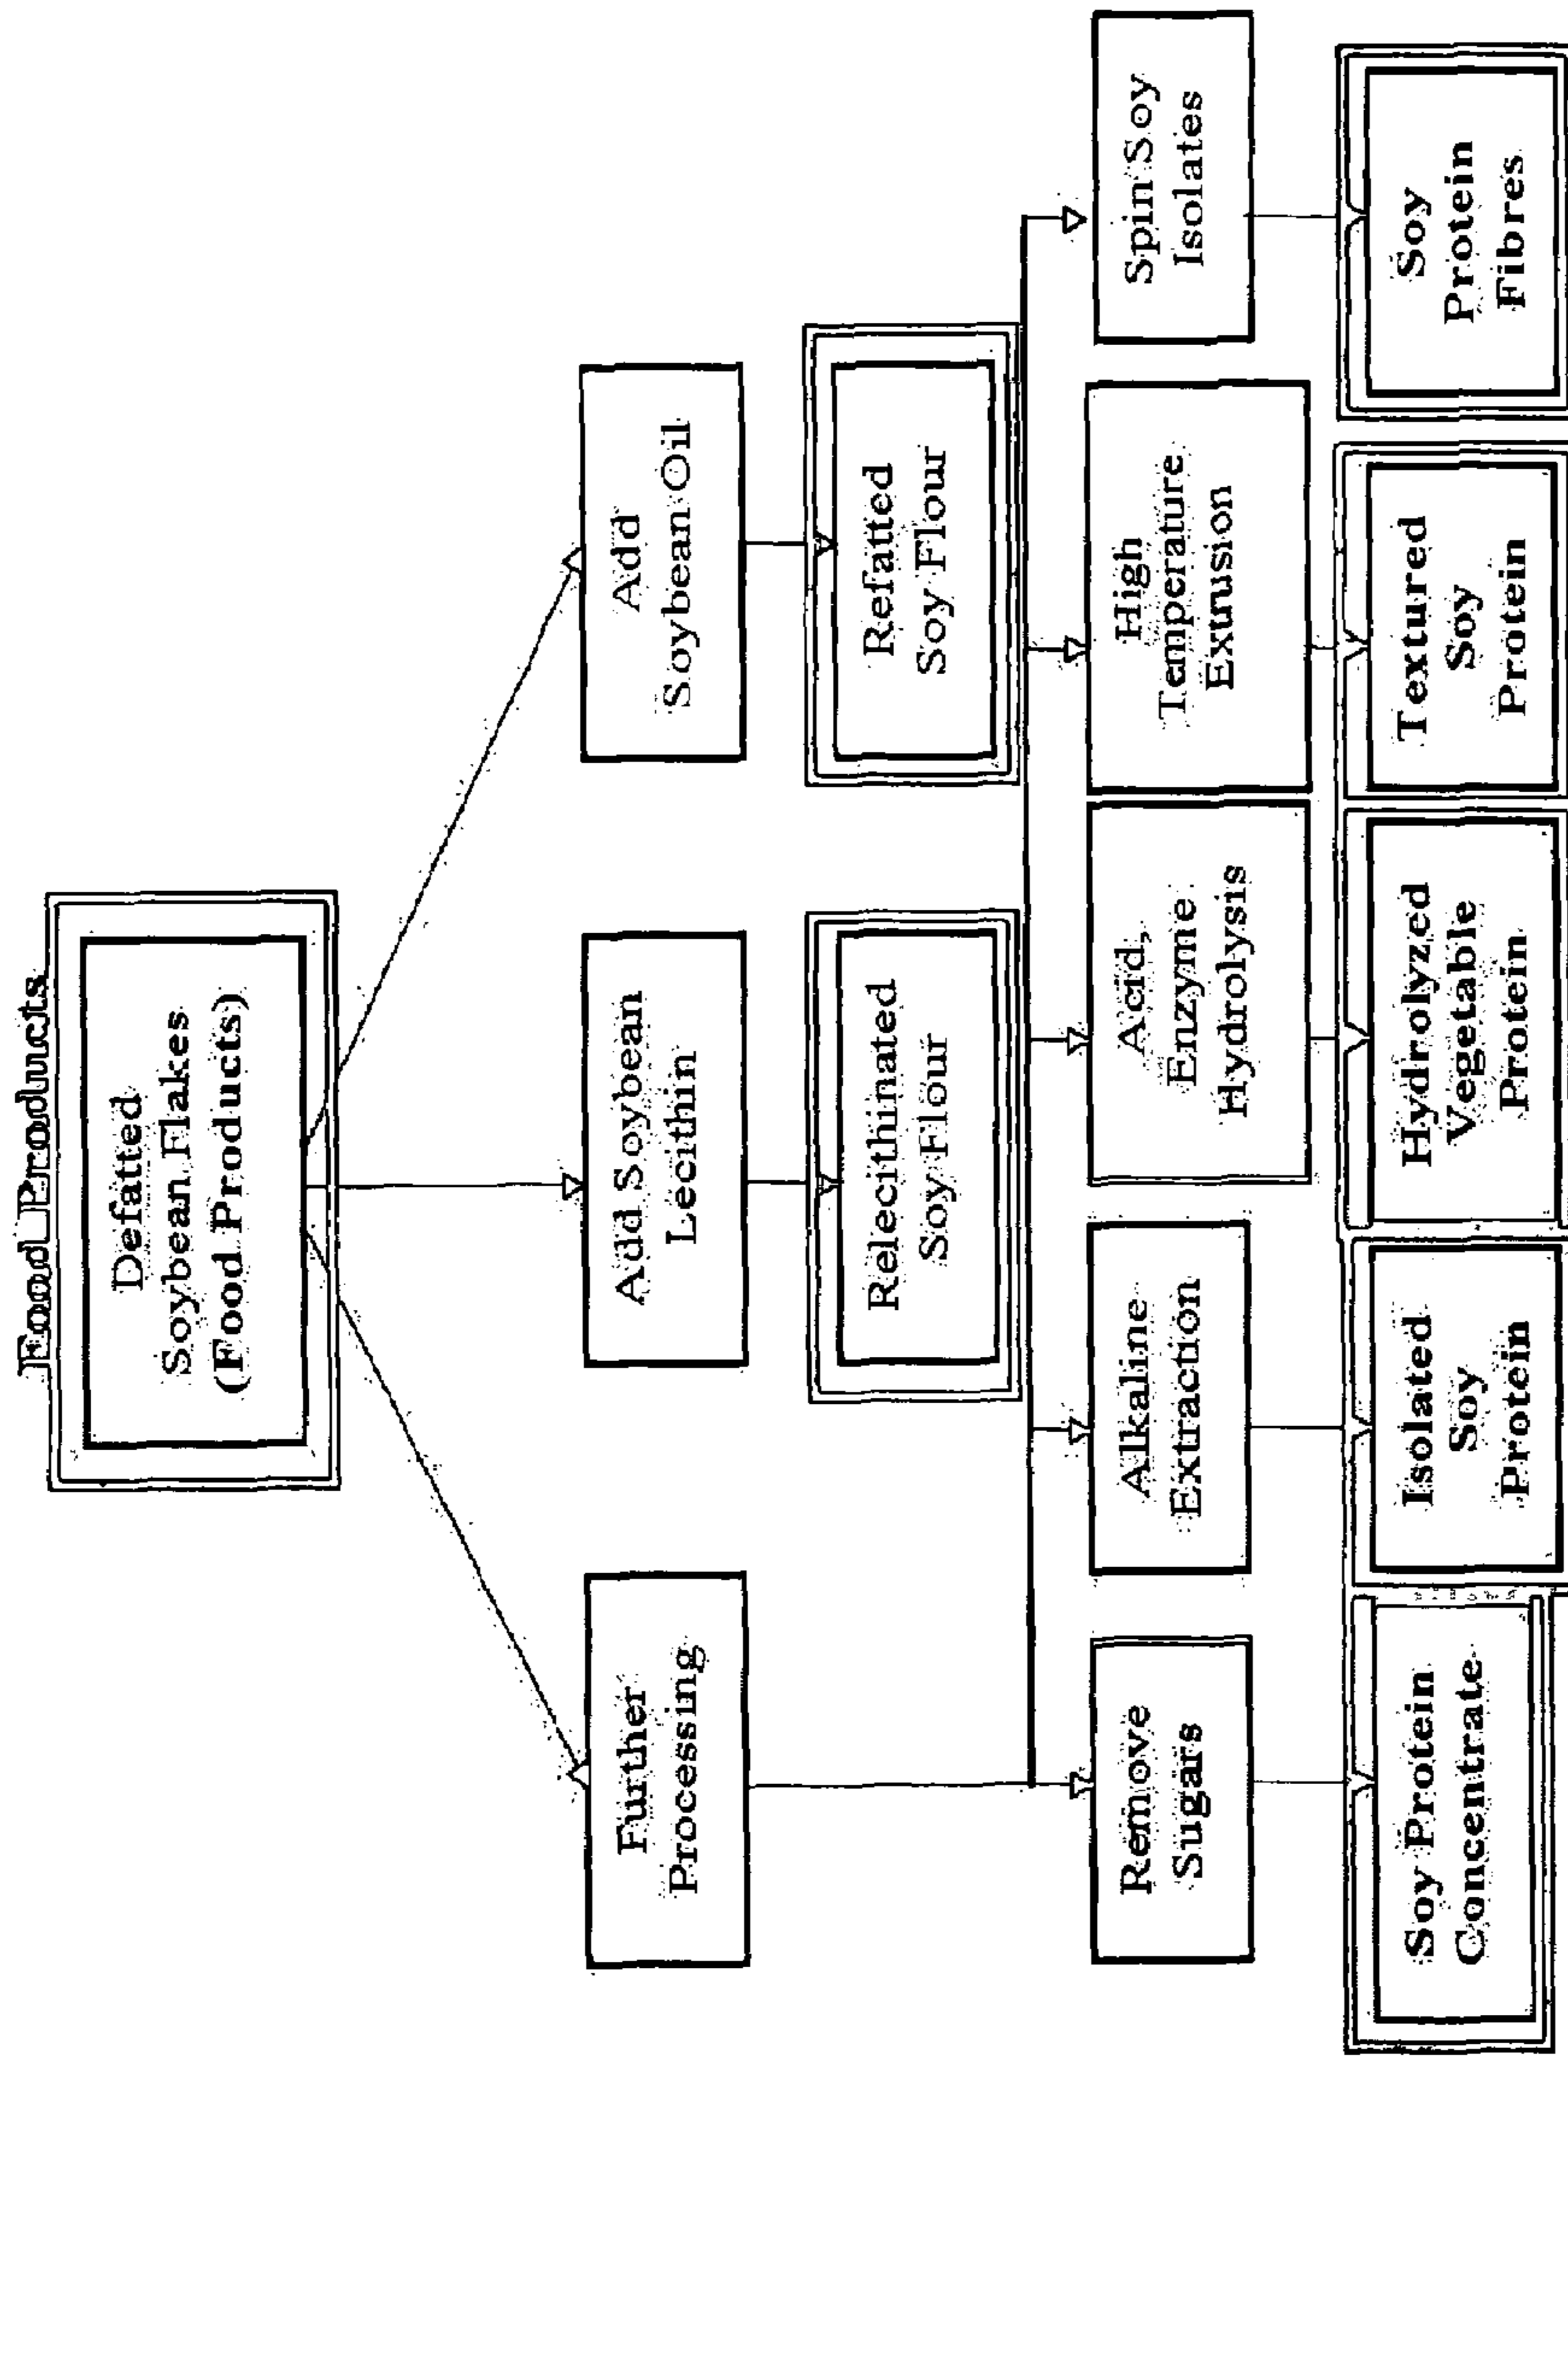 Food Products
Defatted
Soybean Flakes
(Food Products)
Further
Processing
Add Soybean
Lecithin
Add
Soybean Oil
Relecithinated
Soy Flour
Refatted
Soy Flour
Remove
Sugars
Alkaline
Extraction
Acid,
Enzyme
Hydrolysis
High
Temperature
Extrusion
Spin Soy
Isolates
Soy Protein
Concentrate
Isolated
Soy
Protein
Hydrolyzed
Vegetable
Protein
Textured
Soy
Protein
Soy
Protein
Fibres